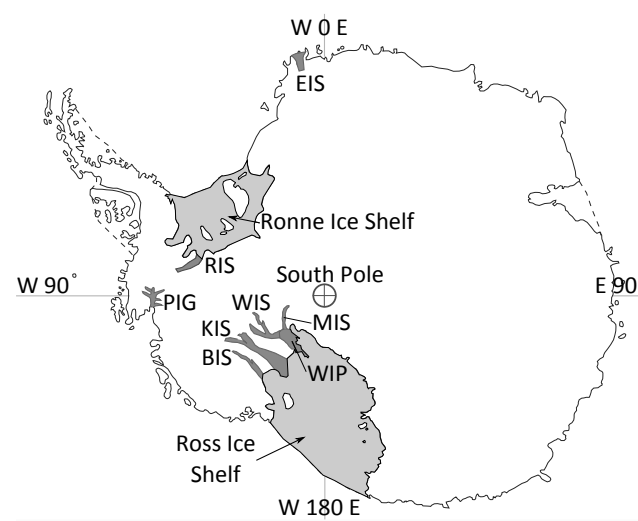 W 0 E
EIS
Ronne Ice Shelf
RIS
South Pole
W 90°
E 90
PIG
WIS
MIS
KIS
BIS
WIP
Ross Ice
Shelf
W 180 E